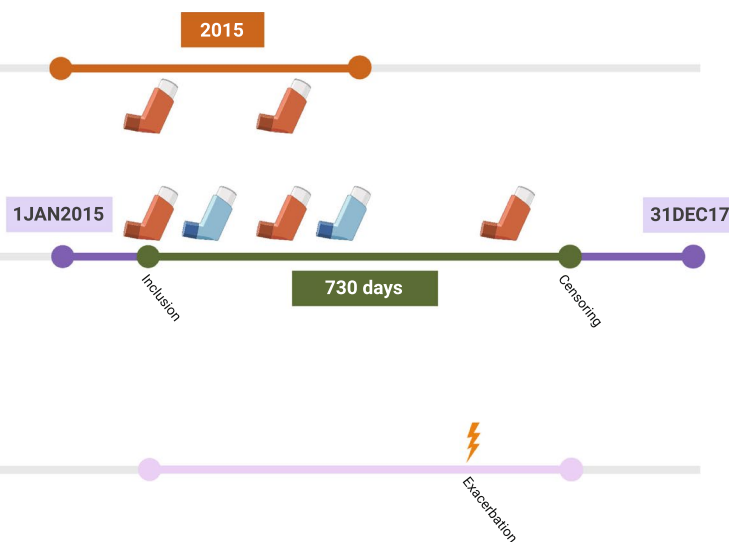 2015
1JAN2015
31DEC17
730 days
Inclusion
Censoring
Exacerbation